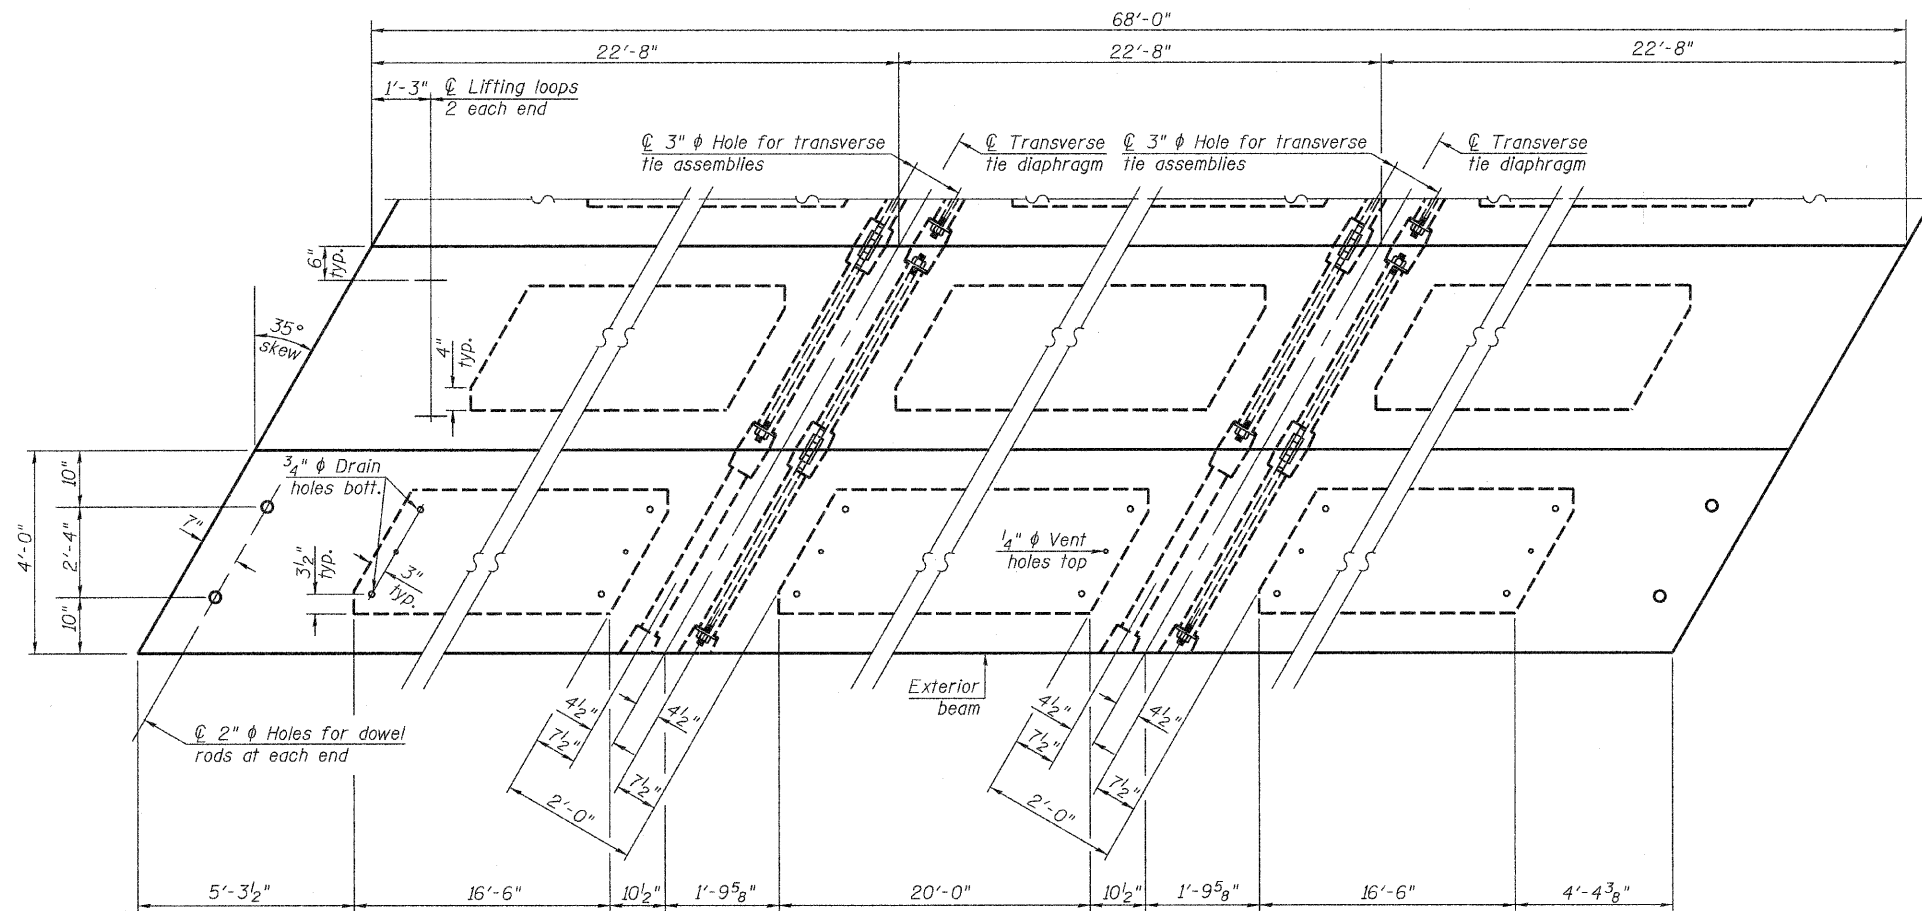 68'-0"
22'-8"
22'-8"
22'-8"
1'-3"
℄ Lifting loops
2 each end
℄ 3" ϕ Hole for transverse
tie assemblies
℄ Transverse
tie diaphragm
℄ 3" ϕ Hole for transverse
tie assemblies
℄ Transverse
tie diaphragm
6"
typ.
35°
skew
4"
typ.
3/4" ϕ Drain
holes bott.
10"
7"
4'-0"
2'-4"
3 1/2"
typ.
3"
typ.
1/4" ϕ Vent
holes top
10"
Exterior
beam
℄ 2" ϕ Holes for dowel
rods at each end
4 1/2"
7 1/2"
4 1/2"
7 1/2"
2'-0"
4 1/2"
7 1/2"
4 1/2"
7 1/2"
2'-0"
5'-3 1/2"
16'-6"
10 1/2"
1'-9 5/8"
20'-0"
10 1/2"
1'-9 5/8"
16'-6"
4'-4 3/8"